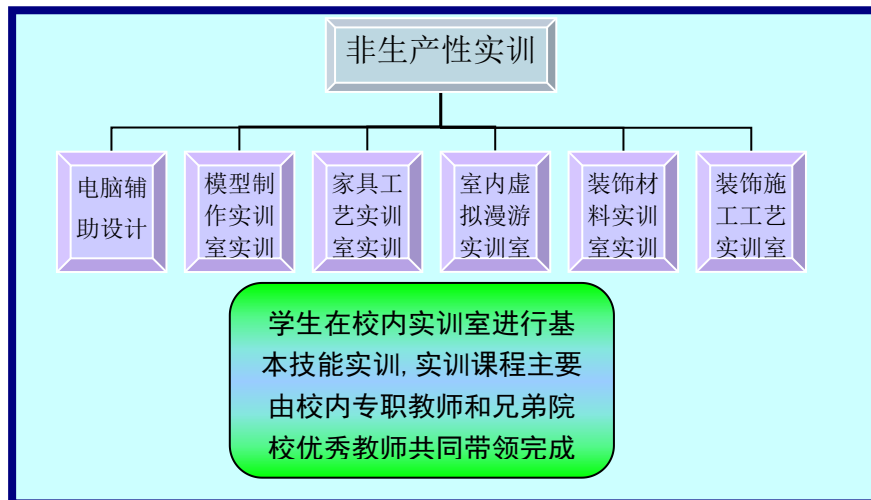 非生产性实训
电脑辅
助设计
模型制
作实训
室实训
家具工
艺实训
室实训
室内虚
拟漫游
实训室
装饰材
料实训
室实训
装饰施
工工艺
实训室
学生在校内实训室进行基
本技能实训,实训课程主要
由校内专职教师和兄弟院
校优秀教师共同带领完成